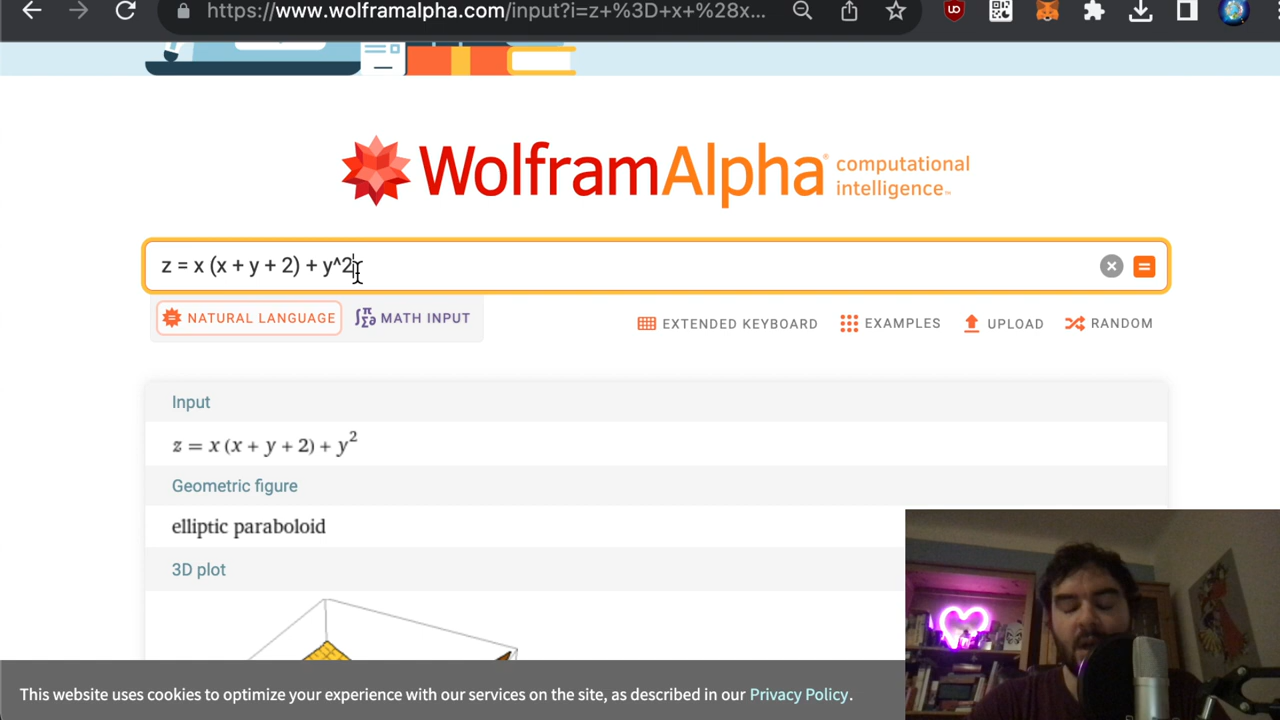 https://www.wolframalpha.com/input?i=z+%3D+x+%28x...
WolframAlpha computational intelligence™
z = x (x + y + 2) + y^2
NATURAL LANGUAGE
MATH INPUT
EXTENDED KEYBOARD
EXAMPLES
UPLOAD
RANDOM
Input
z = x (x + y + 2) + y²
Geometric figure
elliptic paraboloid
3D plot
This website uses cookies to optimize your experience with our services on the site, as described in our Privacy Policy.